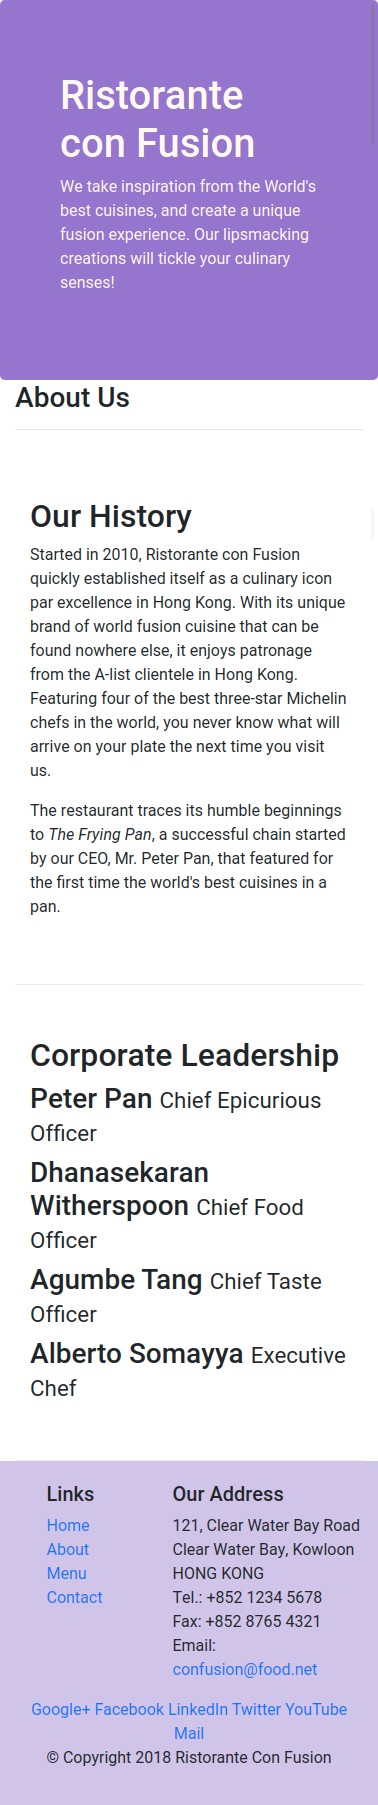 Ristorante
con Fusion
We take inspiration from the World's
best cuisines, and create a unique
fusion experience. Our lipsmacking
creations will tickle your culinary
senses!
About Us
Our History
Started in 2010, Ristorante con Fusion
quickly established itself as a culinary icon
par excellence in Hong Kong. With its unique
brand of world fusion cuisine that can be
found nowhere else, it enjoys patronage
from the A-list clientele in Hong Kong.
Featuring four of the best three-star Michelin
chefs in the world, you never know what will
arrive on your plate the next time you visit
us.
The restaurant traces its humble beginnings
to The Frying Pan, a successful chain started
by our CEO, Mr. Peter Pan, that featured for
the first time the world's best cuisines in a
pan.
Corporate Leadership
Peter Pan Chief Epicurious
Officer
Dhanasekaran
Witherspoon Chief Food
Officer
Agumbe Tang Chief Taste
Officer
Alberto Somayya Executive
Chef
Links
Home
About
Menu
Contact
Our Address
121, Clear Water Bay Road
Clear Water Bay, Kowloon
HONG KONG
Tel.: +852 1234 5678
Fax: +852 8765 4321
Email:
confusion@food.net
Google+ Facebook LinkedIn Twitter YouTube
Mail
© Copyright 2018 Ristorante Con Fusion